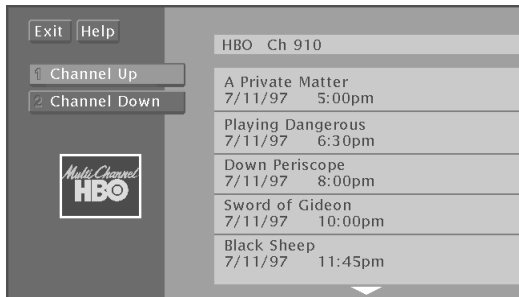 Exit Help
1 Channel Up
2 Channel Down
Multi Channel
HBO
HBO Ch 910
A Private Matter
7/11/97 5:00pm
Playing Dangerous
7/11/97 6:30pm
Down Periscope
7/11/97 8:00pm
Sword of Gideon
7/11/97 10:00pm
Black Sheep
7/11/97 11:45pm